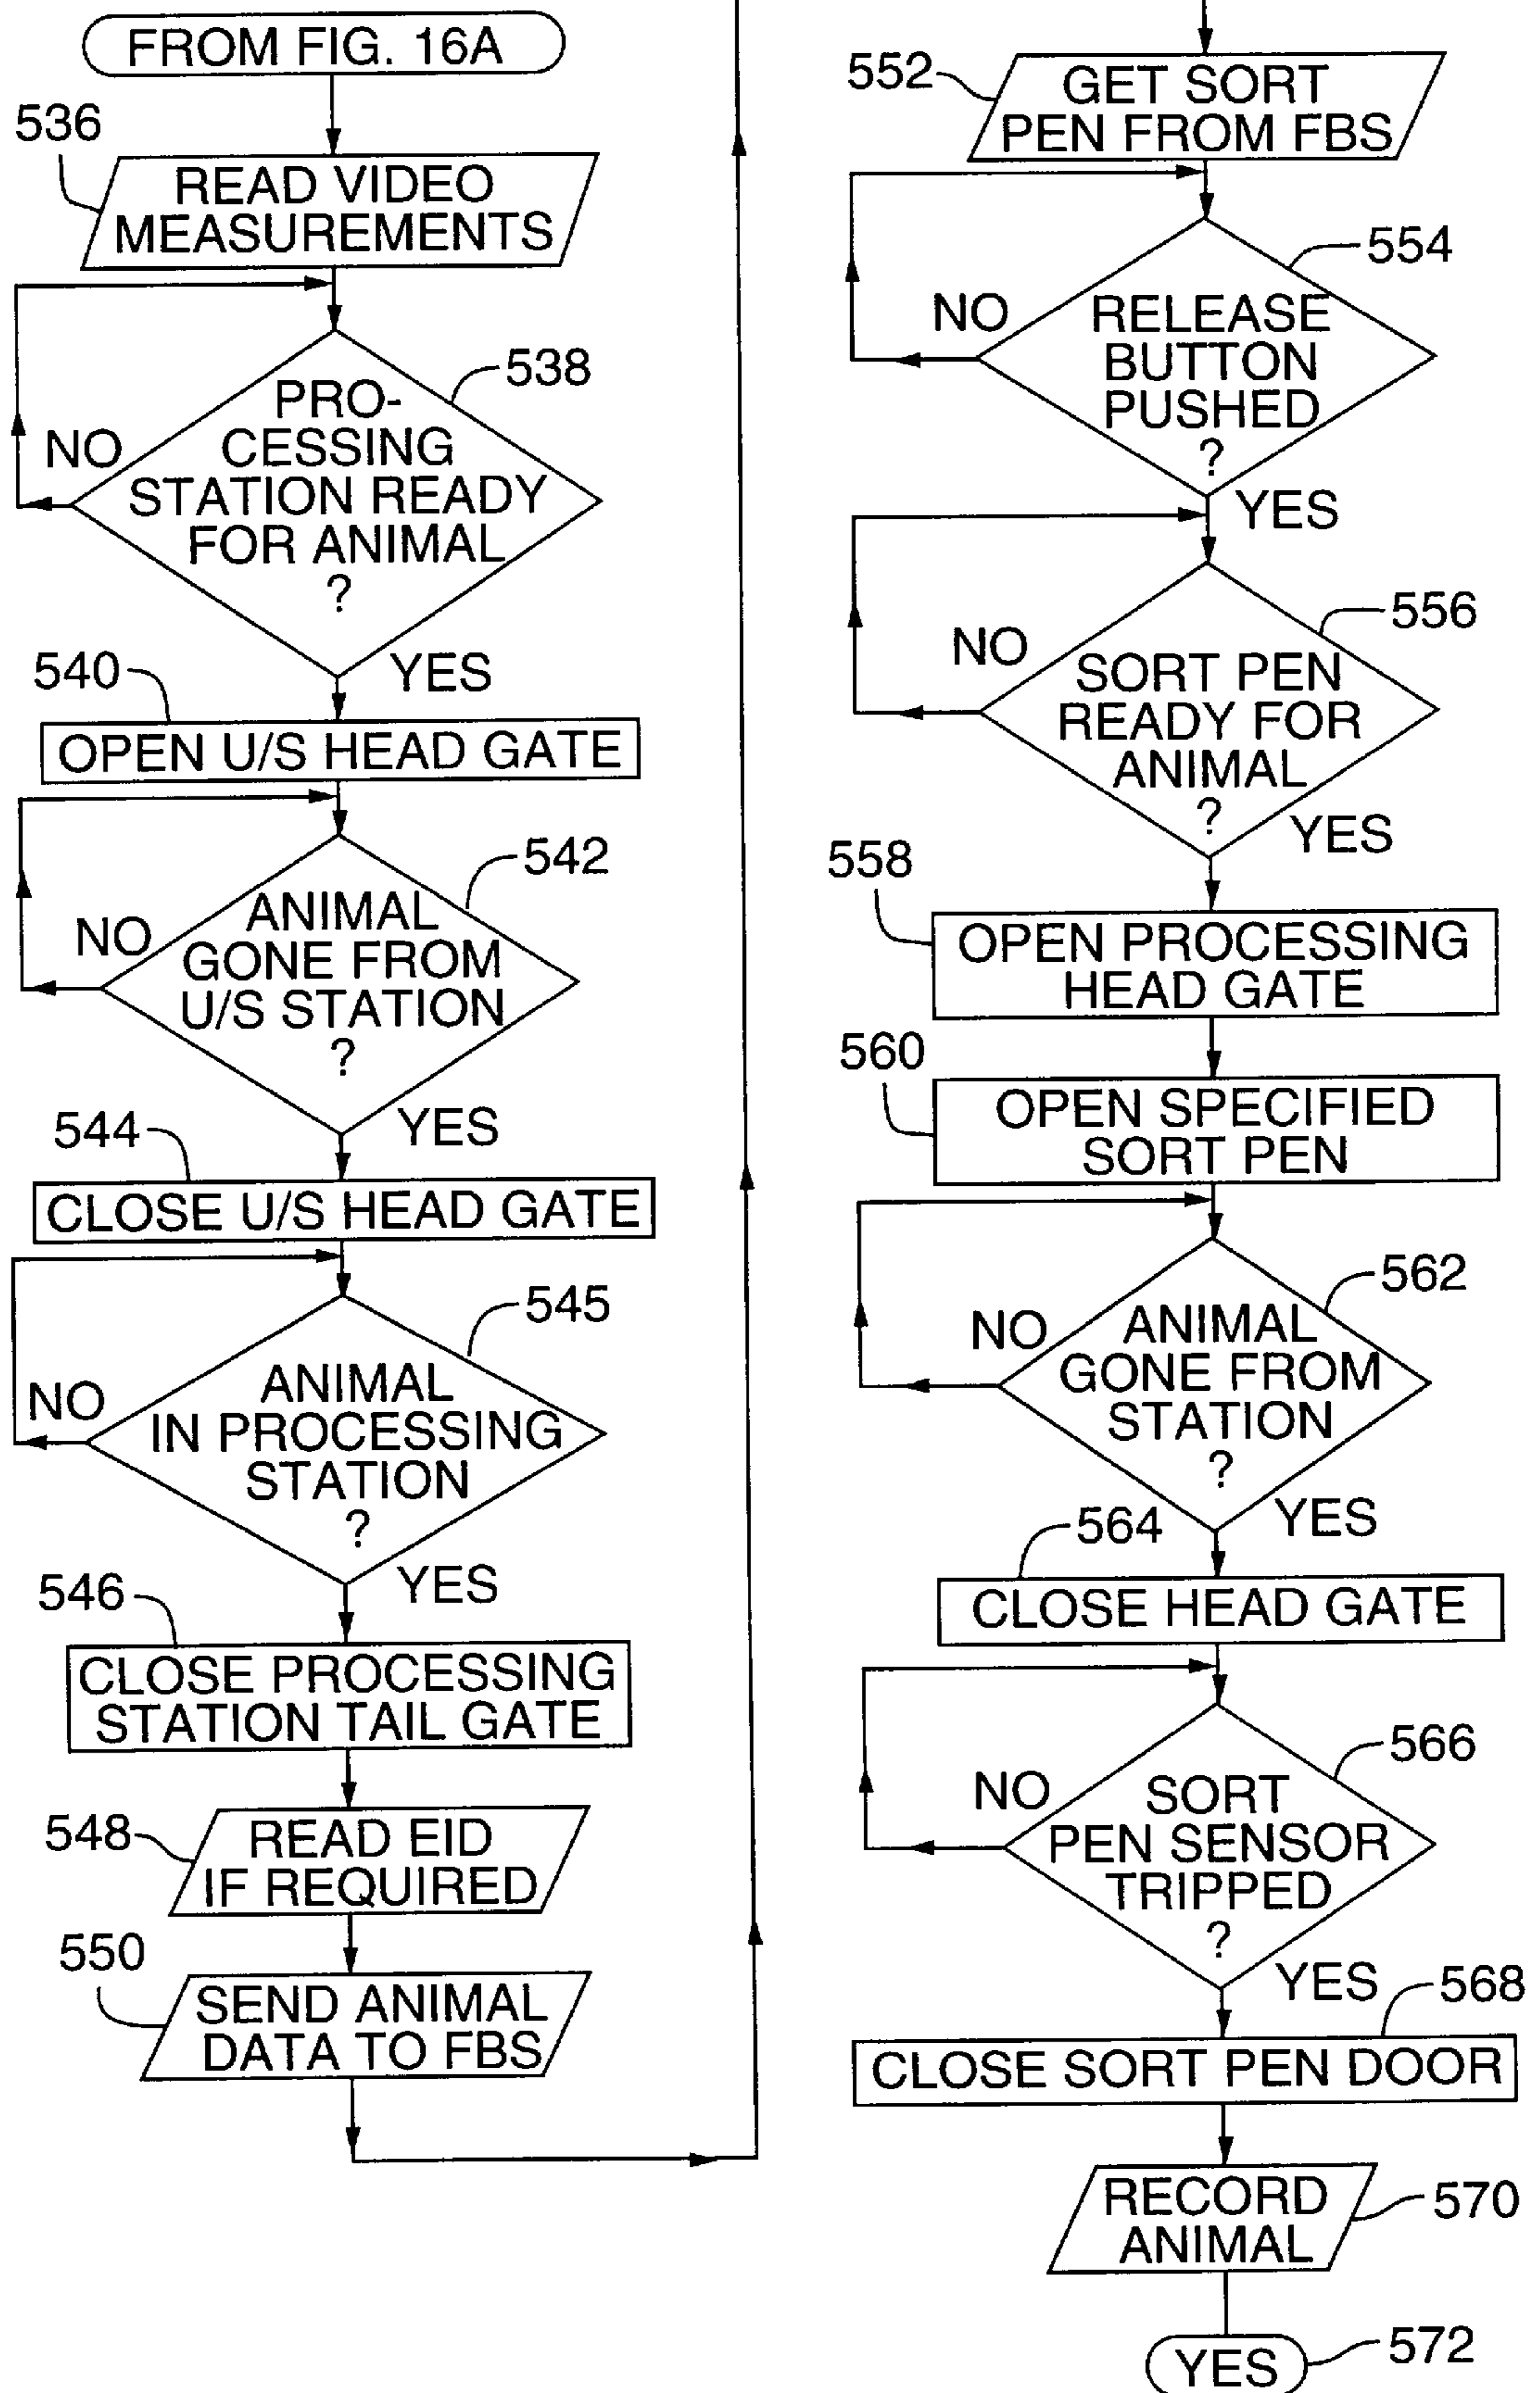 FROM FIG. 16A
536
READ VIDEO
MEASUREMENTS
538
PRO-
CESSING
STATION READY
FOR ANIMAL
?
NO
YES
540
OPEN U/S HEAD GATE
542
ANIMAL
GONE FROM
U/S STATION
?
NO
YES
544
CLOSE U/S HEAD GATE
545
ANIMAL
IN PROCESSING
STATION
?
NO
YES
546
CLOSE PROCESSING
STATION TAIL GATE
548
READ EID
IF REQUIRED
550
SEND ANIMAL
DATA TO FBS
552
GET SORT
PEN FROM FBS
554
RELEASE
BUTTON
PUSHED
?
NO
YES
556
SORT PEN
READY FOR
ANIMAL
?
NO
YES
558
OPEN PROCESSING
HEAD GATE
560
OPEN SPECIFIED
SORT PEN
562
ANIMAL
GONE FROM
STATION
?
NO
YES
564
CLOSE HEAD GATE
566
SORT
PEN SENSOR
TRIPPED
?
NO
YES
568
CLOSE SORT PEN DOOR
570
RECORD
ANIMAL
YES
572